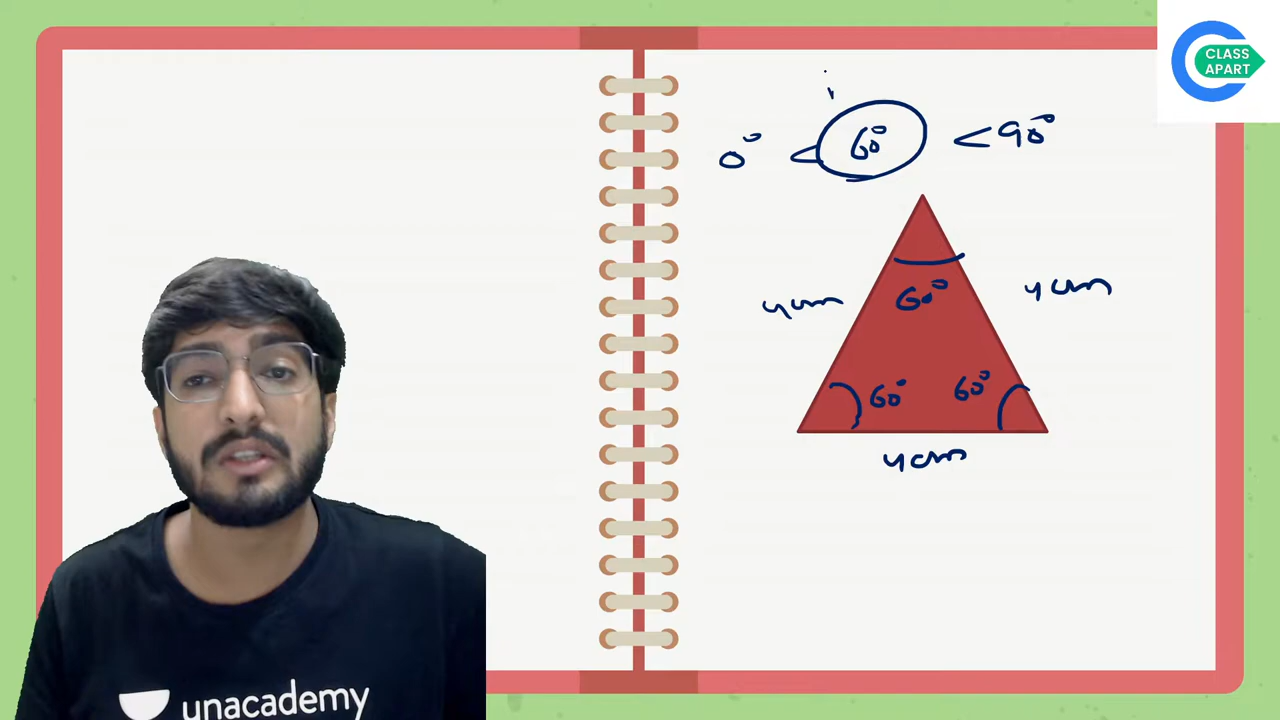 CLASS
APART
0° < 60° < 90°
60°
4cm 4cm
60° 60°
4cm
unacademy